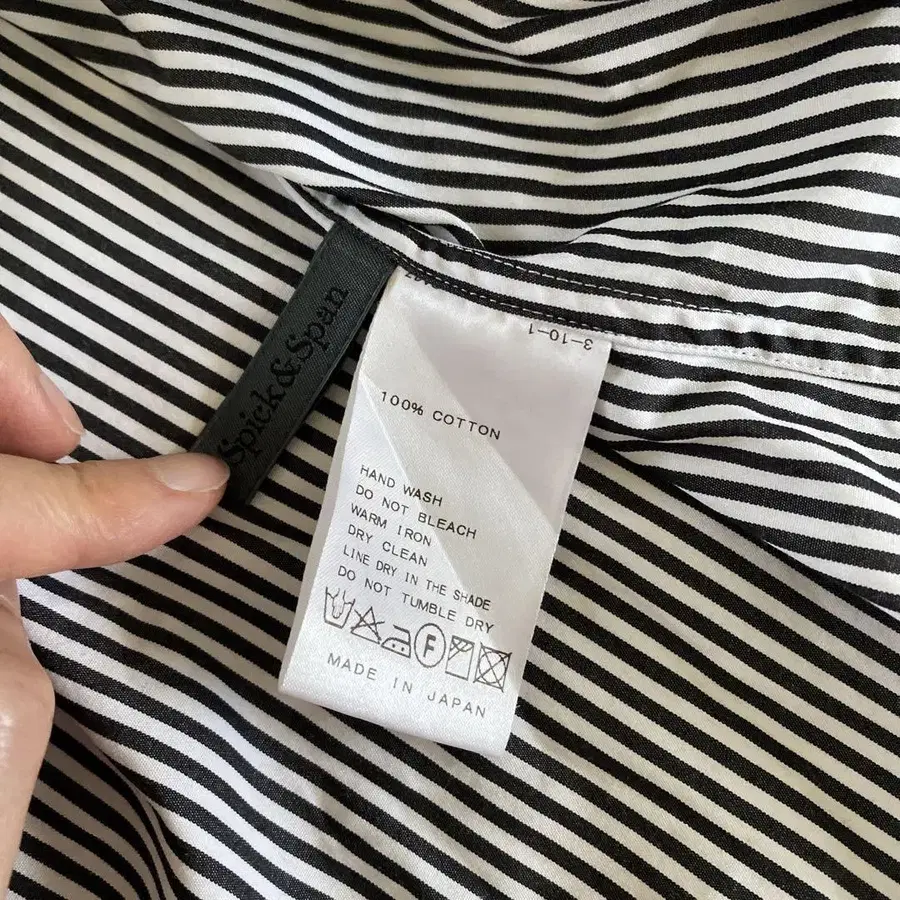 Spick&Span
3-10-1
100% COTTON
HAND WASH
DO NOT BLEACH
WARM IRON
DRY CLEAN
LINE DRY IN THE SHADE
DO NOT TUMBLE DRY
F
MADE IN JAPAN